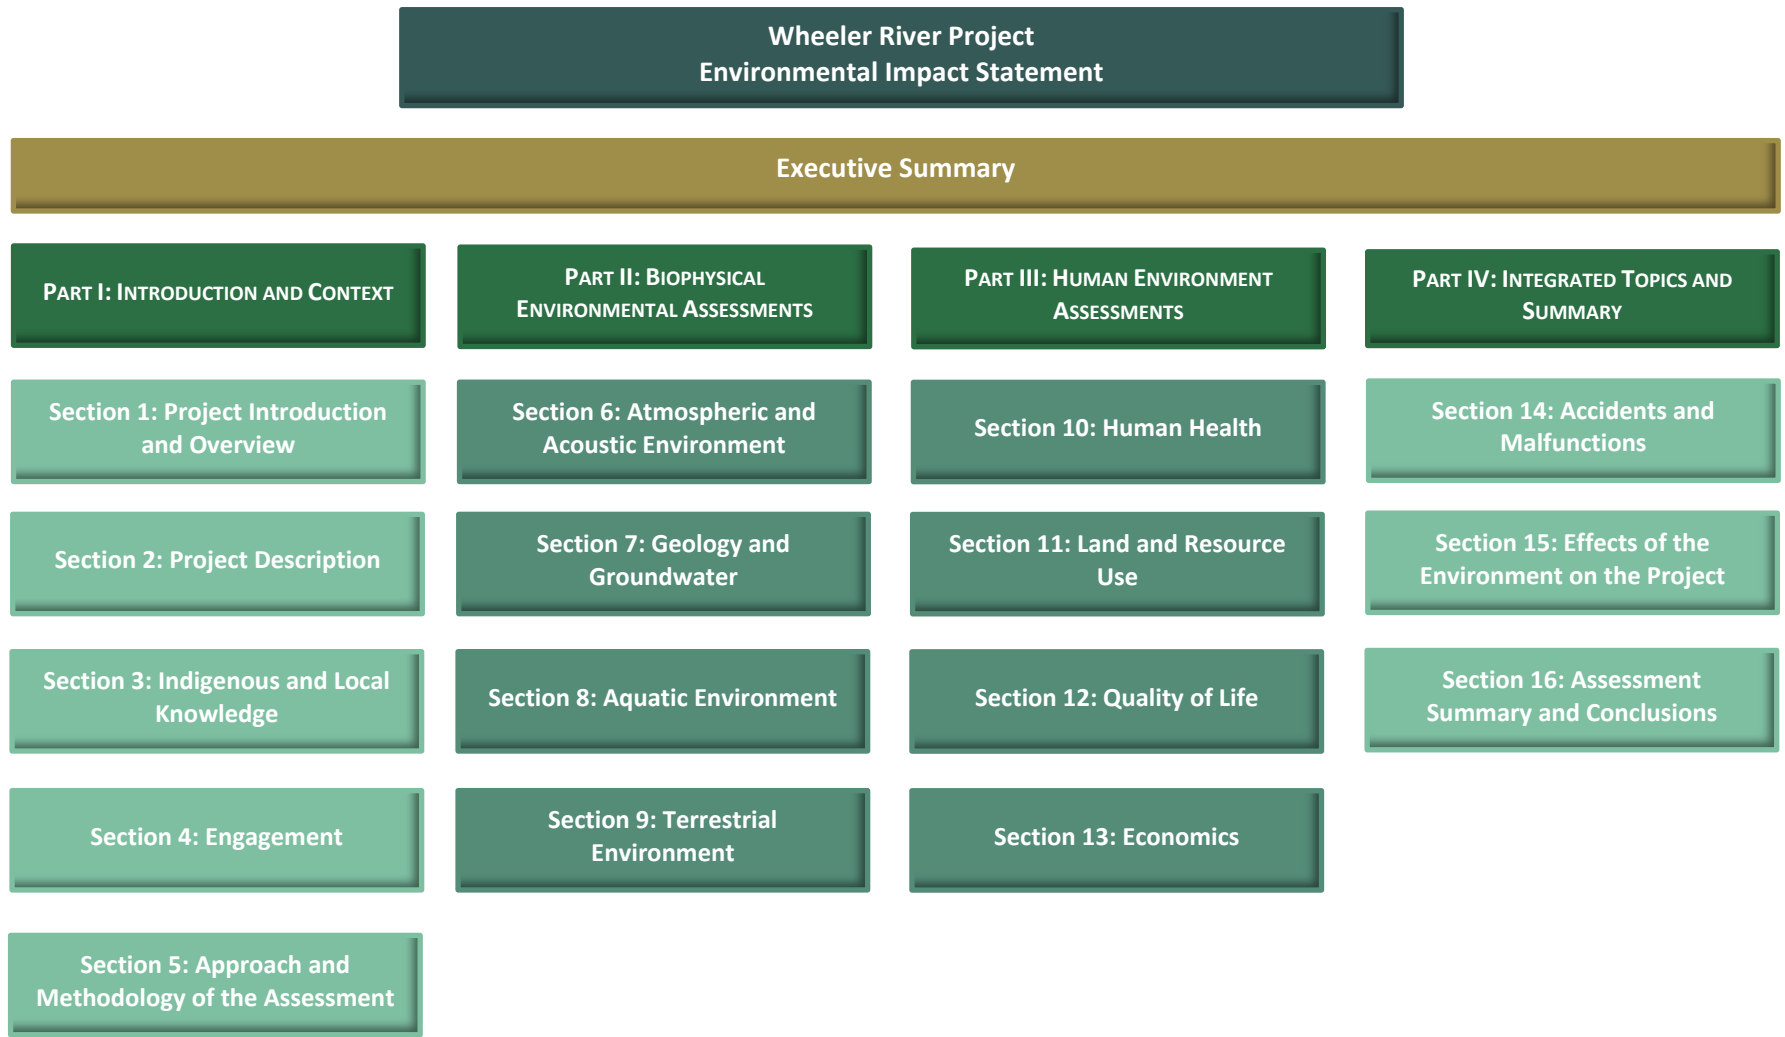 Wheeler River Project
Environmental Impact Statement
Executive Summary
PART I: INTRODUCTION AND CONTEXT
Section 1: Project Introduction
and Overview
Section 2: Project Description
Section 3: Indigenous and Local
Knowledge
Section 4: Engagement
Section 5: Approach and
Methodology of the Assessment
PART II: BIOPHYSICAL
ENVIRONMENTAL ASSESSMENTS
Section 6: Atmospheric and
Acoustic Environment
Section 7: Geology and
Groundwater
Section 8: Aquatic Environment
Section 9: Terrestrial
Environment
PART III: HUMAN ENVIRONMENT
ASSESSMENTS
Section 10: Human Health
Section 11: Land and Resource
Use
Section 12: Quality of Life
Section 13: Economics
PART IV: INTEGRATED TOPICS AND
SUMMARY
Section 14: Accidents and
Malfunctions
Section 15: Effects of the
Environment on the Project
Section 16: Assessment
Summary and Conclusions